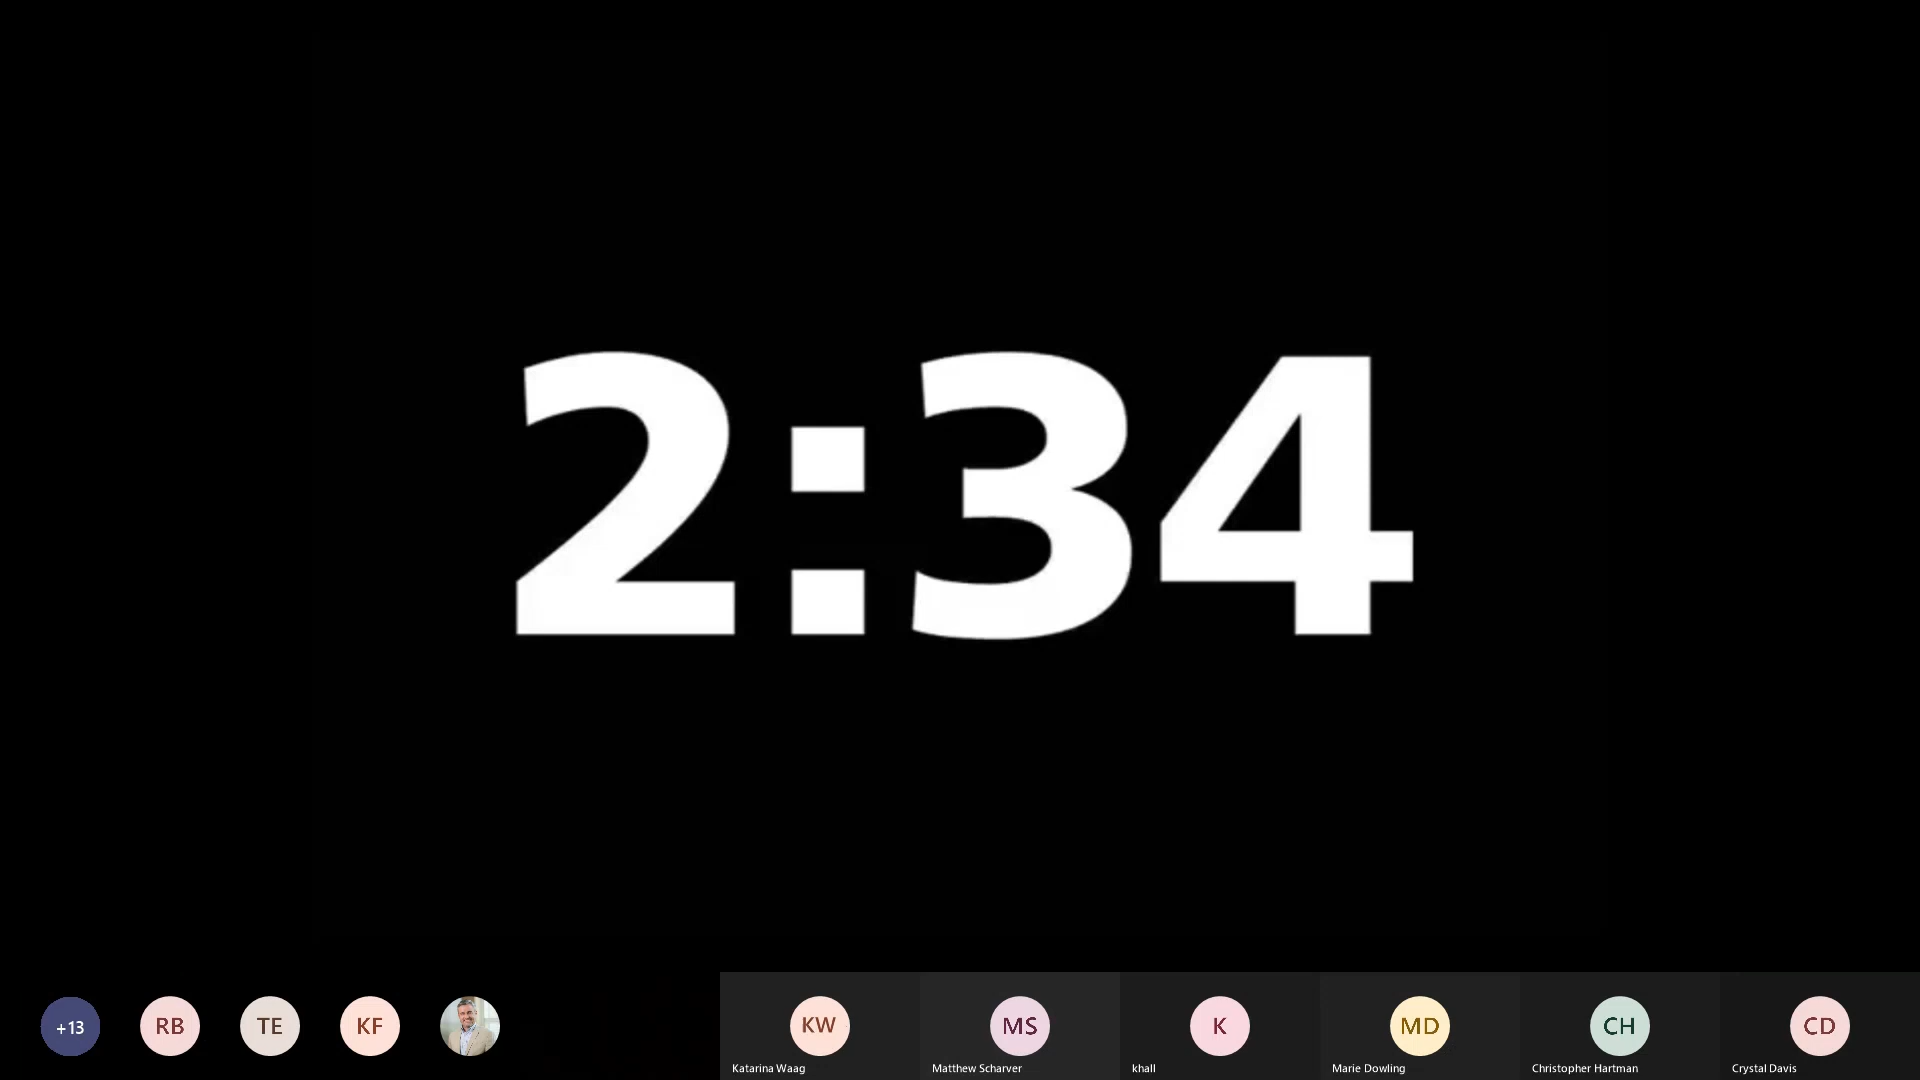 2:34
+13 RB TE KF KW MS K MD CH CD
Katarina Waag Matthew Scharver khall Marie Dowling Christopher Hartman Crystal Davis